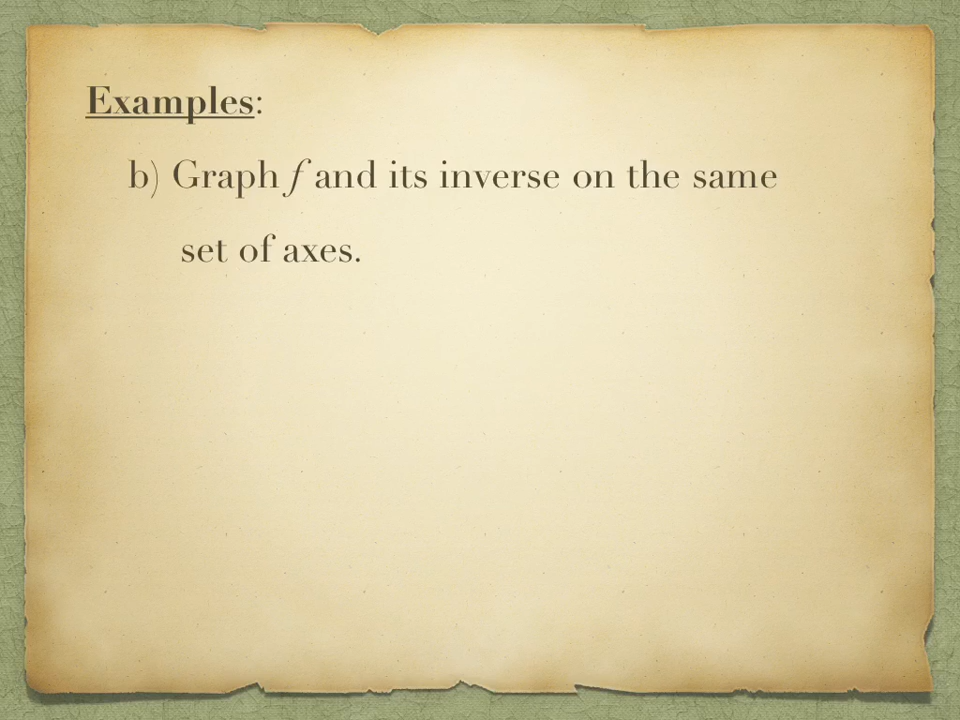 Examples:
b) Graph f and its inverse on the same
set of axes.